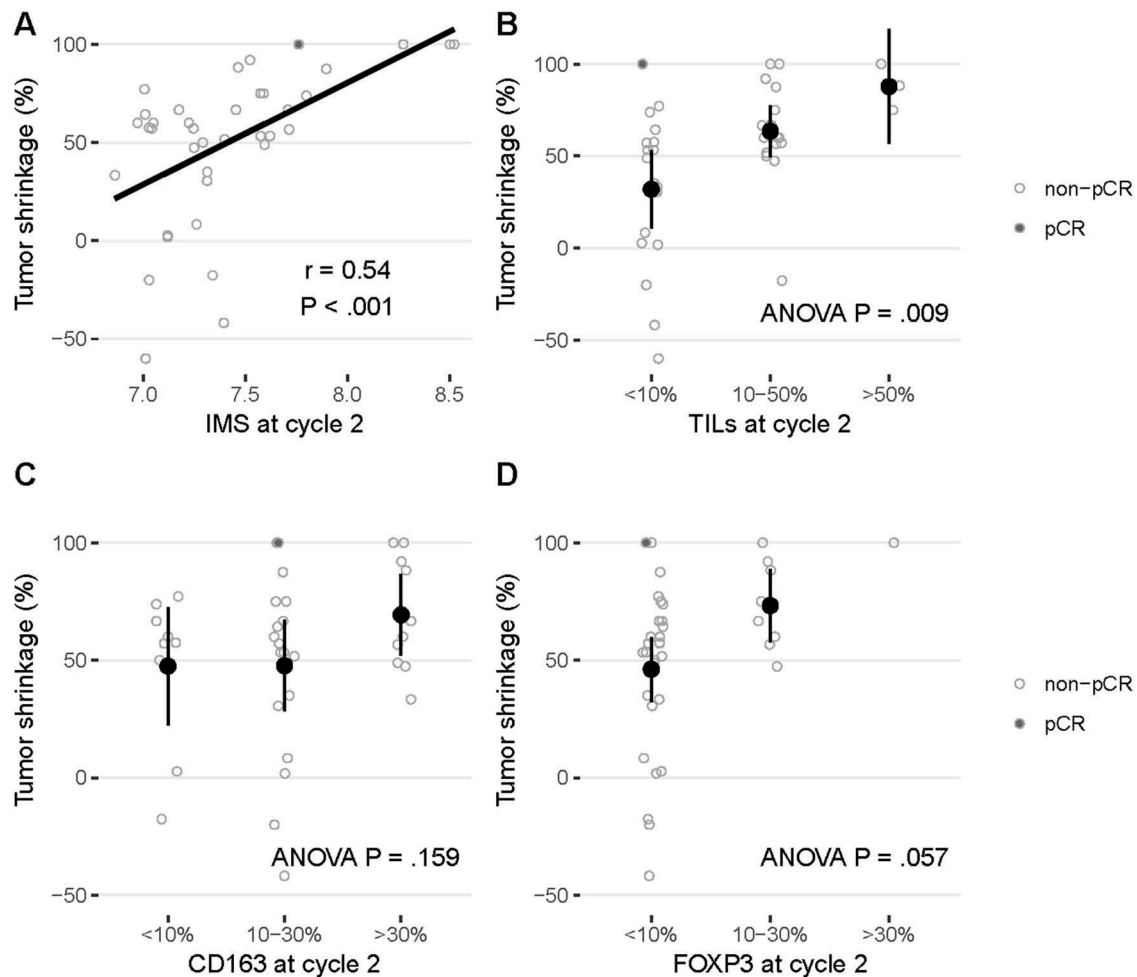 A
Tumor shrinkage (%)
100
50
0
−50
r = 0.54
P < .001
7.0 7.5 8.0 8.5
IMS at cycle 2
B
Tumor shrinkage (%)
100
50
0
−50
ANOVA P = .009
<10% 10−50% >50%
TILs at cycle 2
non−pCR
pCR
C
Tumor shrinkage (%)
100
50
0
−50
ANOVA P = .159
<10% 10−30% >30%
CD163 at cycle 2
D
Tumor shrinkage (%)
100
50
0
−50
ANOVA P = .057
<10% 10−30% >30%
FOXP3 at cycle 2
non−pCR
pCR